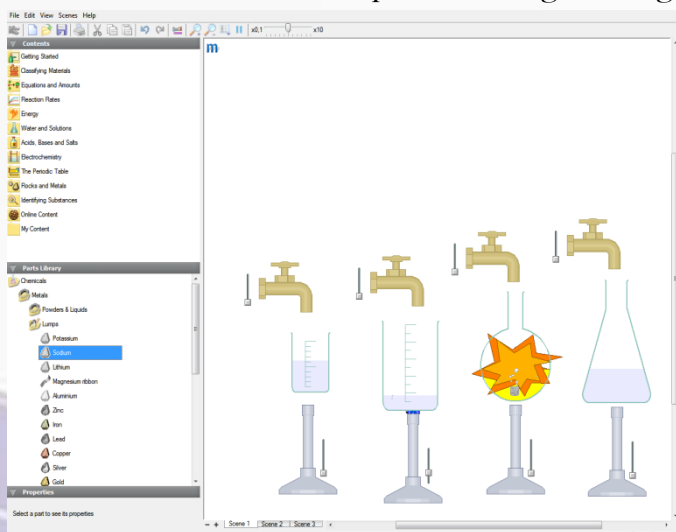 File Edit View Scenes Help
x0,1 x10
Contents
Getting Started
Classifying Materials
Equations and Amounts
Reaction Rates
Energy
Water and Solutions
Acids, Bases and Salts
Electrochemistry
The Periodic Table
Rocks and Metals
Identifying Substances
Online Content
My Content
Parts Library
Chemicals
Metals
Powders & Liquids
Lumps
Potassium
Sodium
Lithium
Magnesium ribbon
Aluminium
Zinc
Iron
Lead
Copper
Silver
Gold
Properties
Select a part to see its properties
m
Scene 1 Scene 2 Scene 3